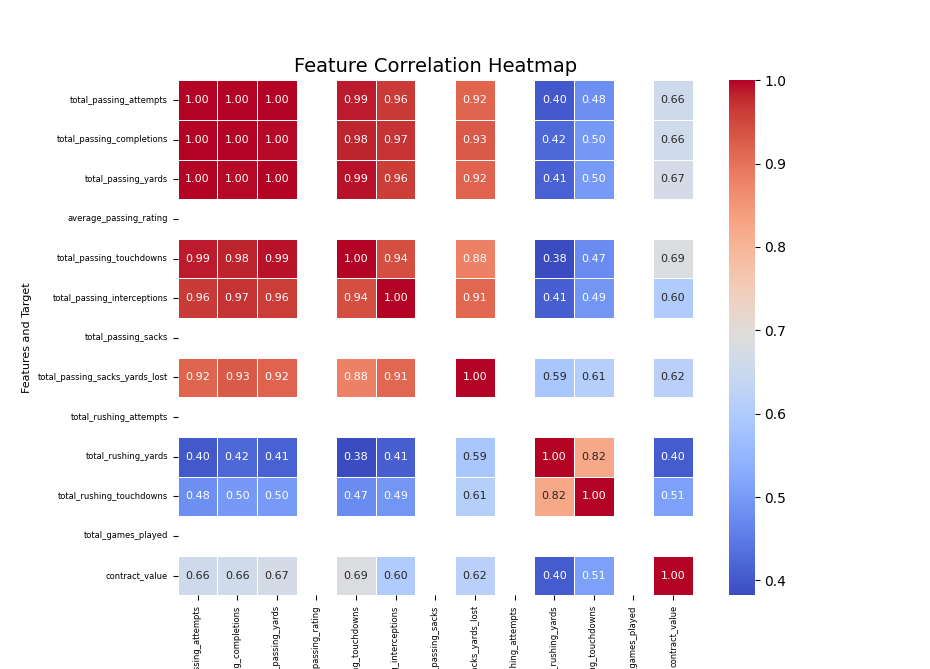 Feature Correlation Heatmap
total_passing_attempts 1.00 1.00 1.00 0.99 0.96 0.92 0.40 0.48 0.66
total_passing_completions 1.00 1.00 1.00 0.98 0.97 0.93 0.42 0.50 0.66
total_passing_yards 1.00 1.00 1.00 0.99 0.96 0.92 0.41 0.50 0.67
average_passing_rating
total_passing_touchdowns 0.99 0.98 0.99 1.00 0.94 0.88 0.38 0.47 0.69
total_passing_interceptions 0.96 0.97 0.96 0.94 1.00 0.91 0.41 0.49 0.60
total_passing_sacks
total_passing_sacks_yards_lost 0.92 0.93 0.92 0.88 0.91 1.00 0.59 0.61 0.62
total_rushing_attempts
total_rushing_yards 0.40 0.42 0.41 0.38 0.41 0.59 1.00 0.82 0.40
total_rushing_touchdowns 0.48 0.50 0.50 0.47 0.49 0.61 0.82 1.00 0.51
total_games_played
contract_value 0.66 0.66 0.67 0.69 0.60 0.62 0.40 0.51 1.00
Features and Target
ssing_attempts
g_completions
_passing_yards
passing_rating
ng_touchdowns
g_interceptions
passing_sacks
cks_yards_lost
hing_attempts
_rushing_yards
ng_touchdowns
games_played
contract_value
1.0
0.9
0.8
0.7
0.6
0.5
0.4